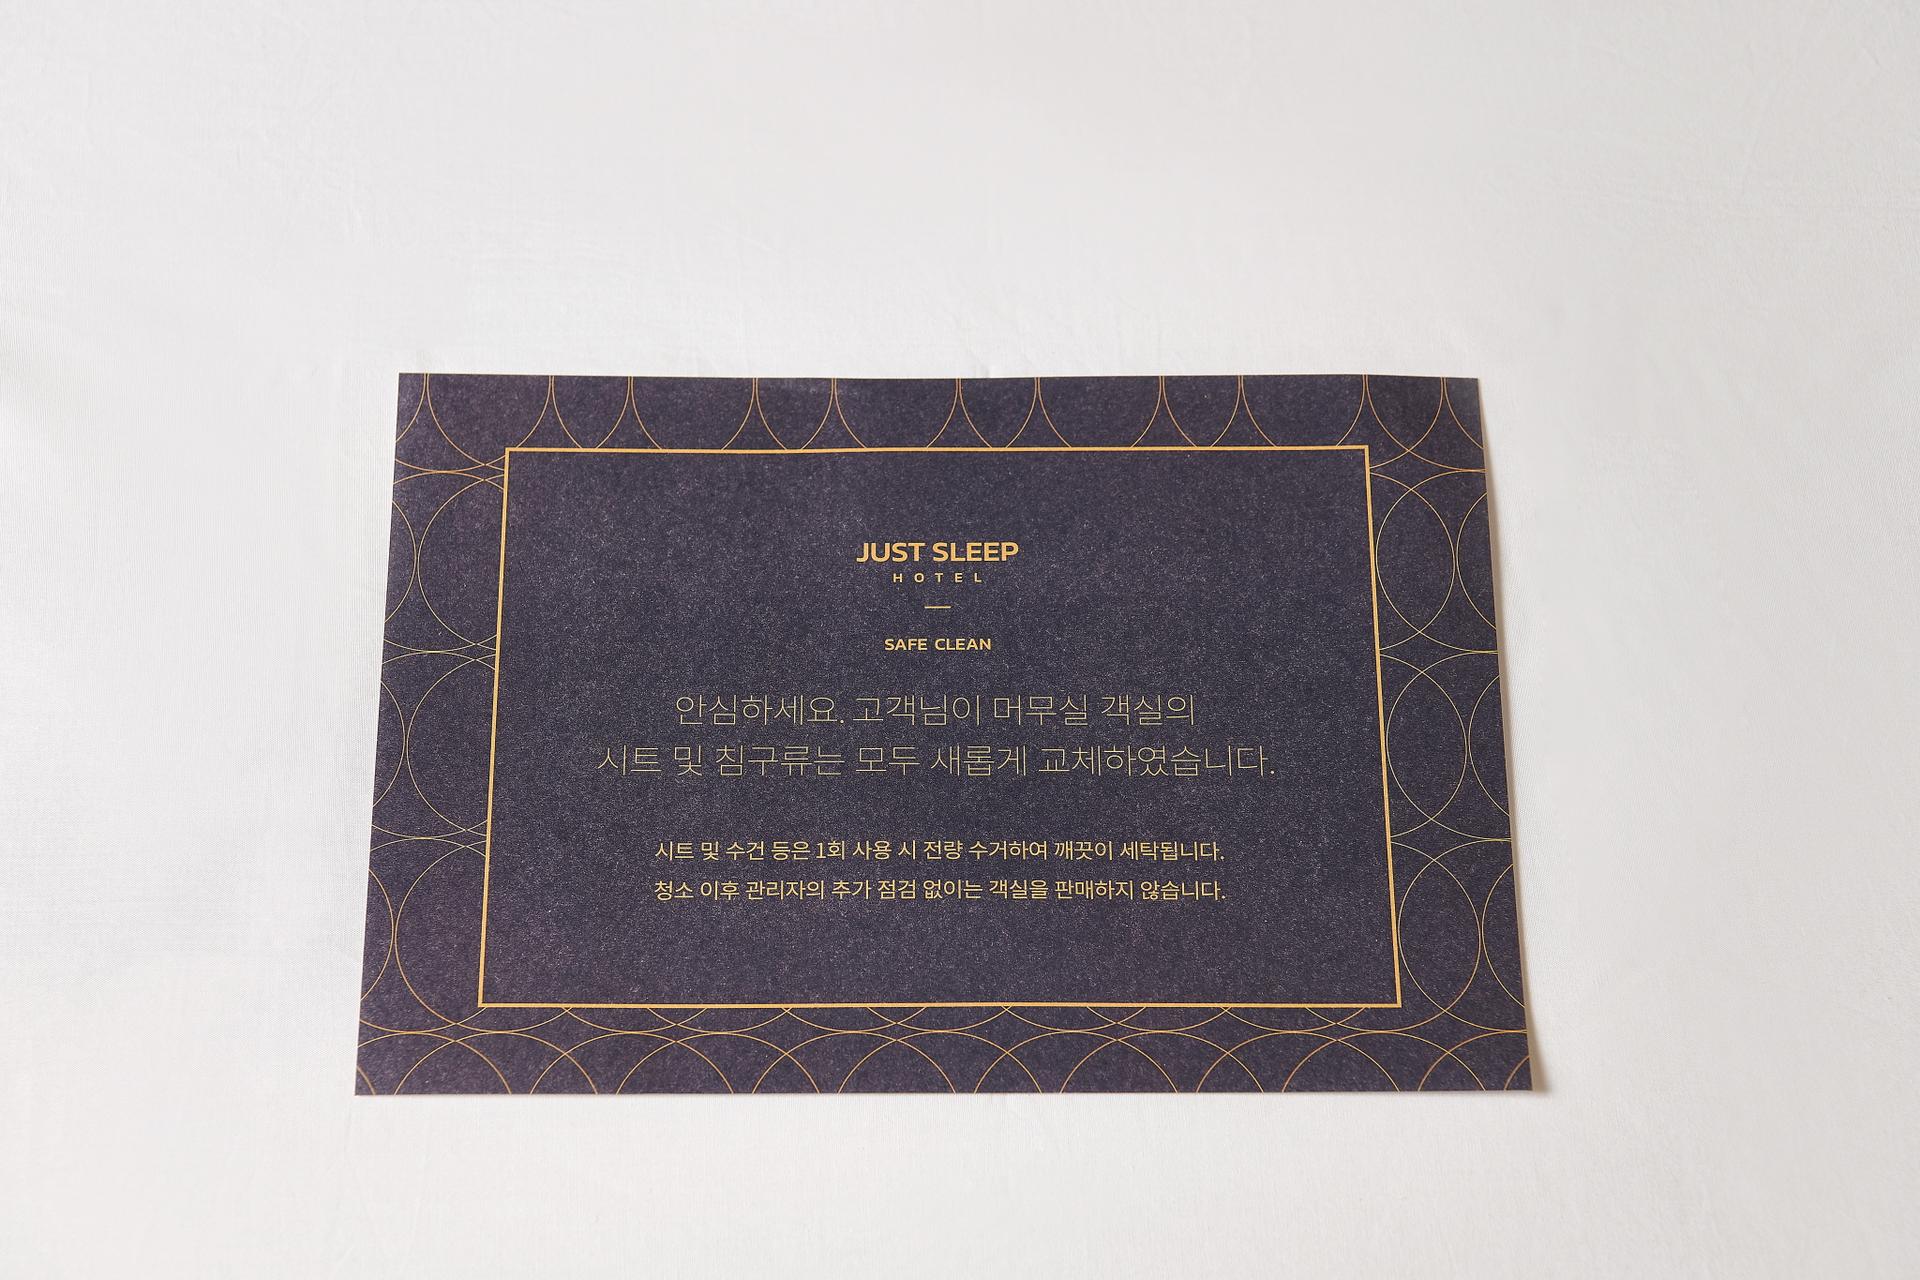 JUST SLEEP
HOTEL
SAFE CLEAN
안심하세요. 고객님이 머무실 객실의
시트 및 침구류는 모두 새롭게 교체하였습니다.
시트 및 수건 등은 1회 사용 시 전량 수거하여 깨끗이 세탁됩니다.
청소 이후 관리자의 추가 점검 없이는 객실을 판매하지 않습니다.